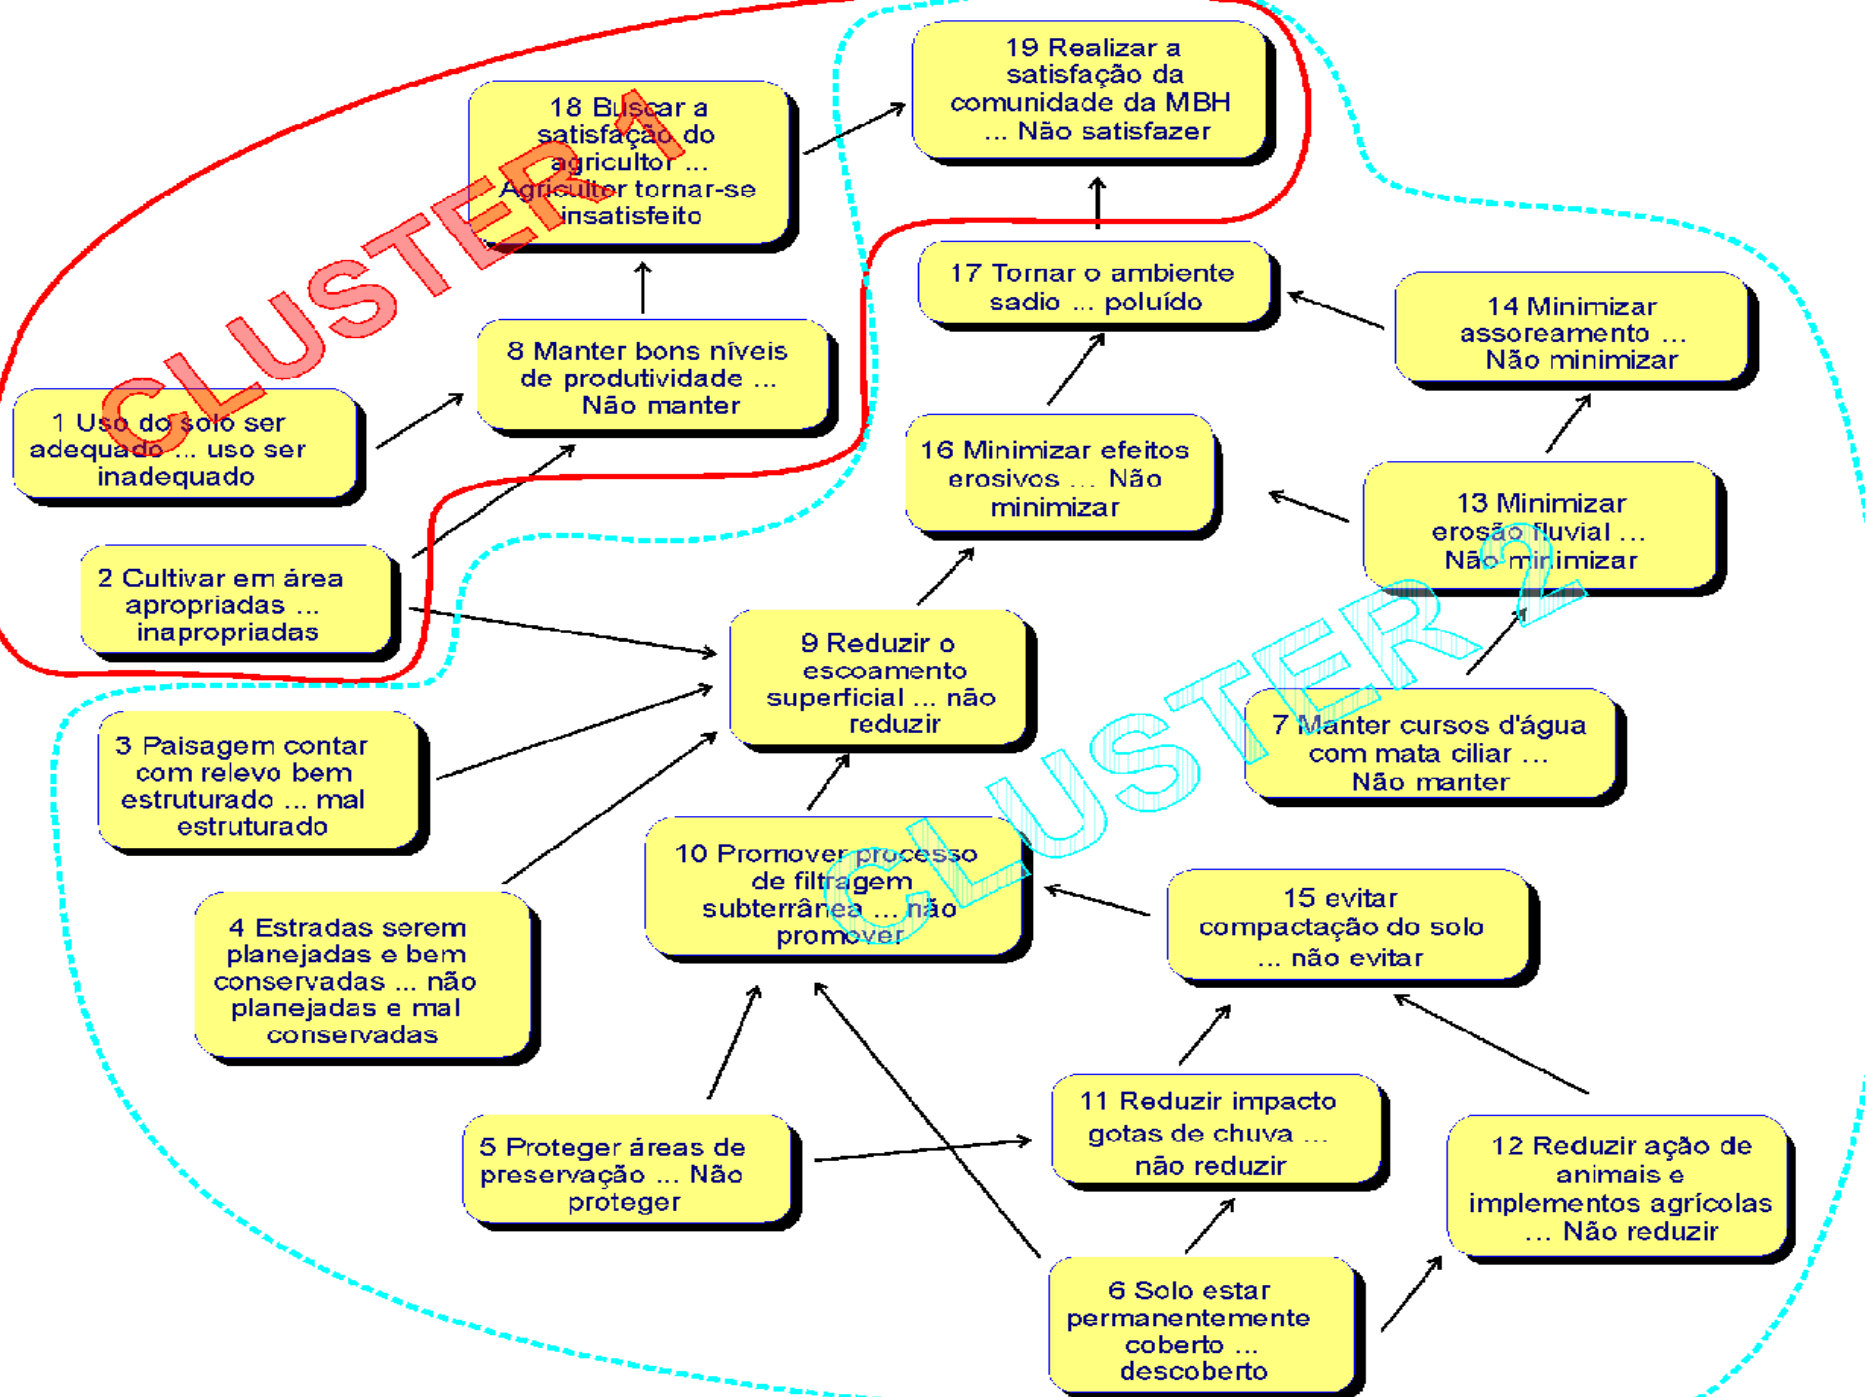 19 Realizar a
satisfação da
comunidade da MBH
... Não satisfazer
18 Buscar a
satisfação do
agricultor ...
Agricultor tornar-se
insatisfeito
CLUSTER 1
17 Tornar o ambiente
sadio ... poluído
14 Minimizar
assoreamento ...
Não minimizar
8 Manter bons níveis
de produtividade ...
Não manter
1 Uso do solo ser
adequado ... uso ser
inadequado
16 Minimizar efeitos
erosivos ... Não
minimizar
13 Minimizar
erosão fluvial ...
Não minimizar
2 Cultivar em área
apropriadas ...
inapropriadas
9 Reduzir o
escoamento
superficial ... não
reduzir
CLUSTER 2
7 Manter cursos d'água
com mata ciliar ...
Não manter
3 Paisagem contar
com relevo bem
estruturado ... mal
estruturado
10 Promover processo
de filtragem
subterrânea ... não
promover
15 evitar
compactação do solo
... não evitar
4 Estradas serem
planejadas e bem
conservadas ... não
planejadas e mal
conservadas
11 Reduzir impacto
gotas de chuva ...
não reduzir
5 Proteger áreas de
preservação ... Não
proteger
12 Reduzir ação de
animais e
implementos agrícolas
... Não reduzir
6 Solo estar
permanentemente
coberto ...
descoberto